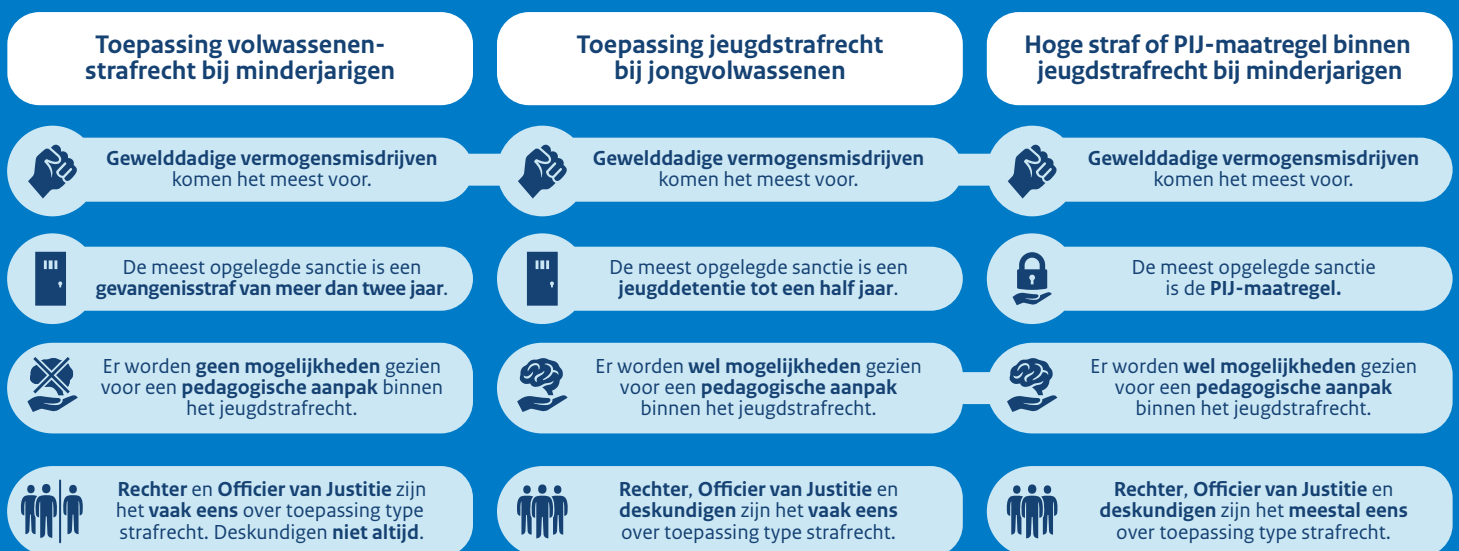 Toepassing volwassenen-
strafrecht bij minderjarigen
Toepassing jeugdstrafrecht
bij jongvolwassenen
Hoge straf of PIJ-maatregel binnen
jeugdstrafrecht bij minderjarigen
Gewelddadige vermogensmisdrijven
komen het meest voor.
Gewelddadige vermogensmisdrijven
komen het meest voor.
Gewelddadige vermogensmisdrijven
komen het meest voor.
De meest opgelegde sanctie is een
gevangenisstraf van meer dan twee jaar.
De meest opgelegde sanctie is een
jeugddetentie tot een half jaar.
De meest opgelegde sanctie
is de PIJ-maatregel.
Er worden geen mogelijkheden gezien
voor een pedagogische aanpak binnen
het jeugdstrafrecht.
Er worden wel mogelijkheden gezien
voor een pedagogische aanpak
binnen het jeugdstrafrecht.
Er worden wel mogelijkheden gezien
voor een pedagogische aanpak
binnen het jeugdstrafrecht.
Rechter en Officier van Justitie zijn
het vaak eens over toepassing type
strafrecht. Deskundigen niet altijd.
Rechter, Officier van Justitie en
deskundigen zijn het vaak eens
over toepassing type strafrecht.
Rechter, Officier van Justitie en
deskundigen zijn het meestal eens
over toepassing type strafrecht.